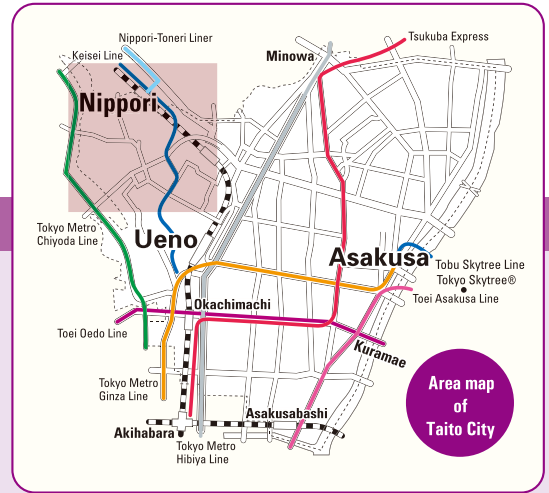 Nippori-Toneri Liner
Tsukuba Express
Keisei Line
Minowa
Nippori
Tokyo Metro
Chiyoda Line
Ueno
Asakusa
Tobu Skytree Line
Tokyo Skytree®
Toei Asakusa Line
Okachimachi
Toei Oedo Line
Kuramae
Tokyo Metro
Ginza Line
Area map
of
Taito City
Asakusabashi
Akihabara
Tokyo Metro
Hibiya Line